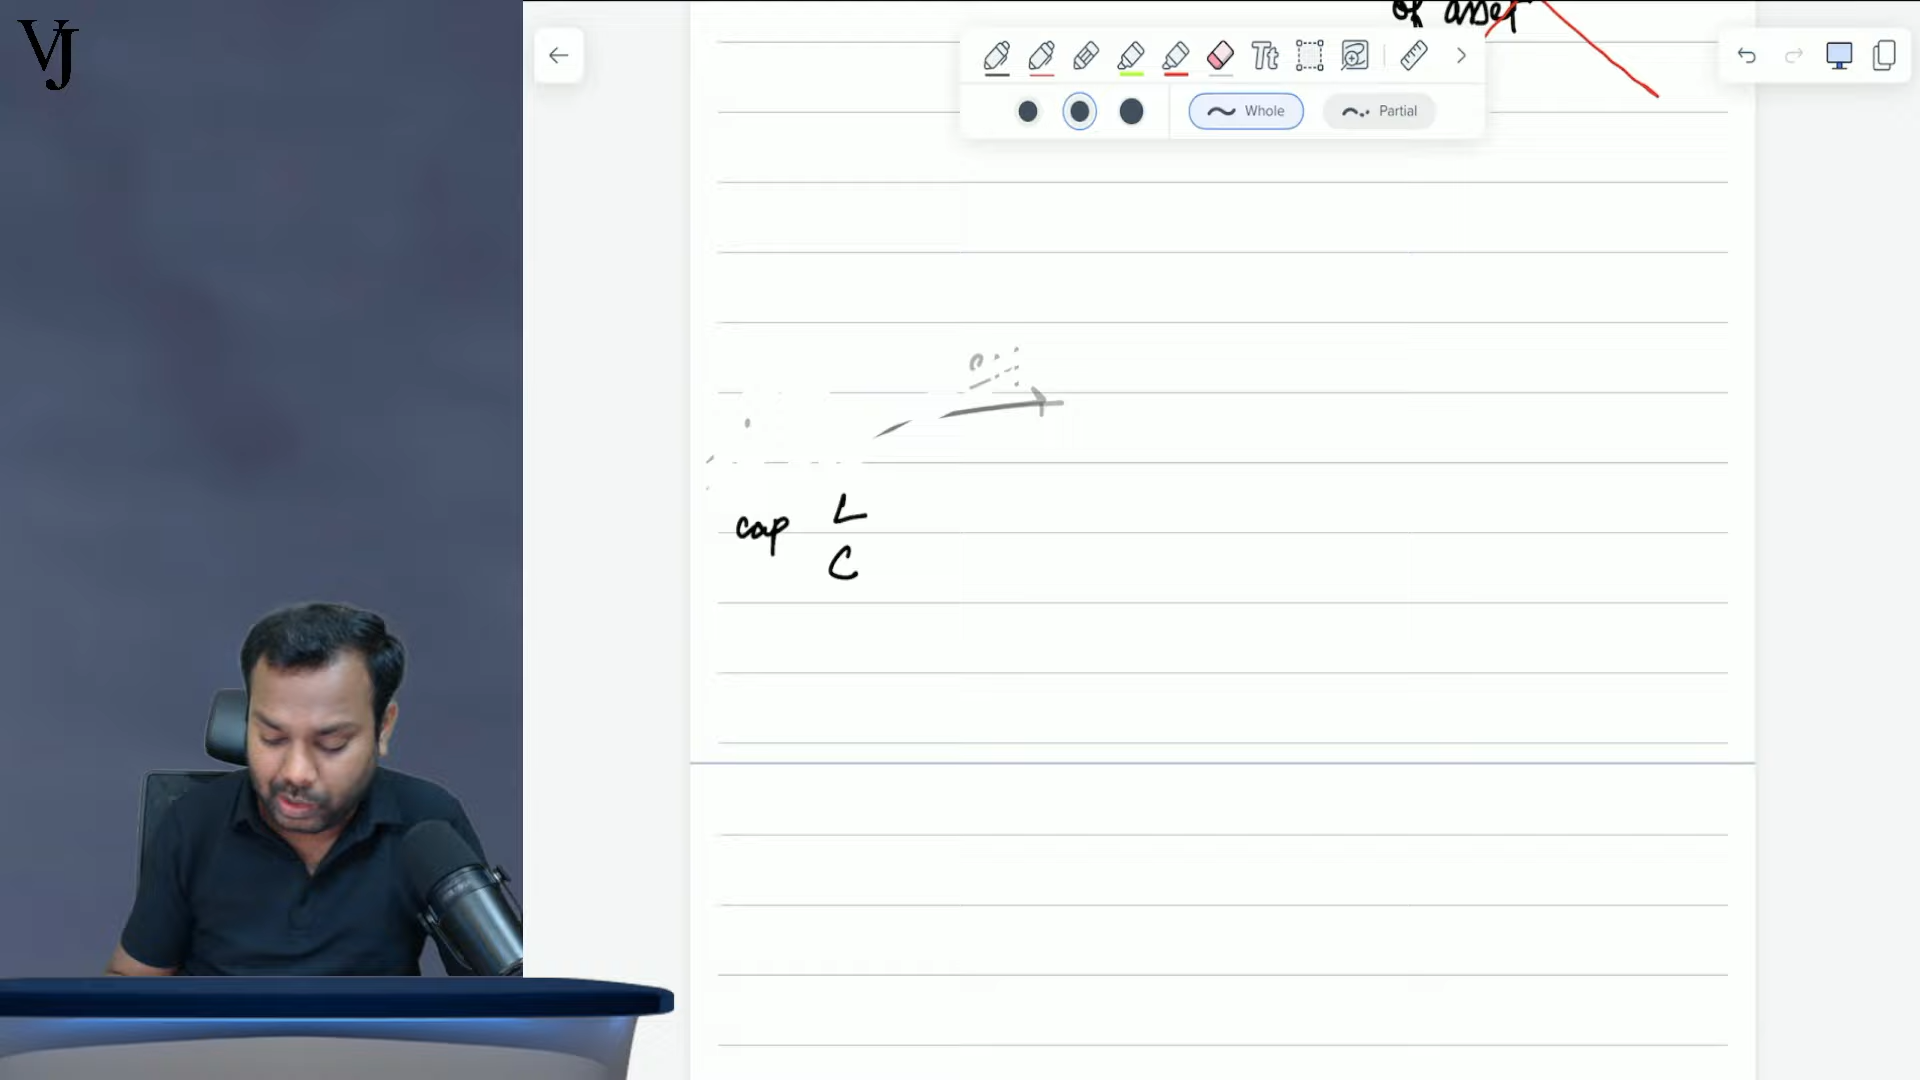 VJ
of asset
Whole
Partial
cap L
C